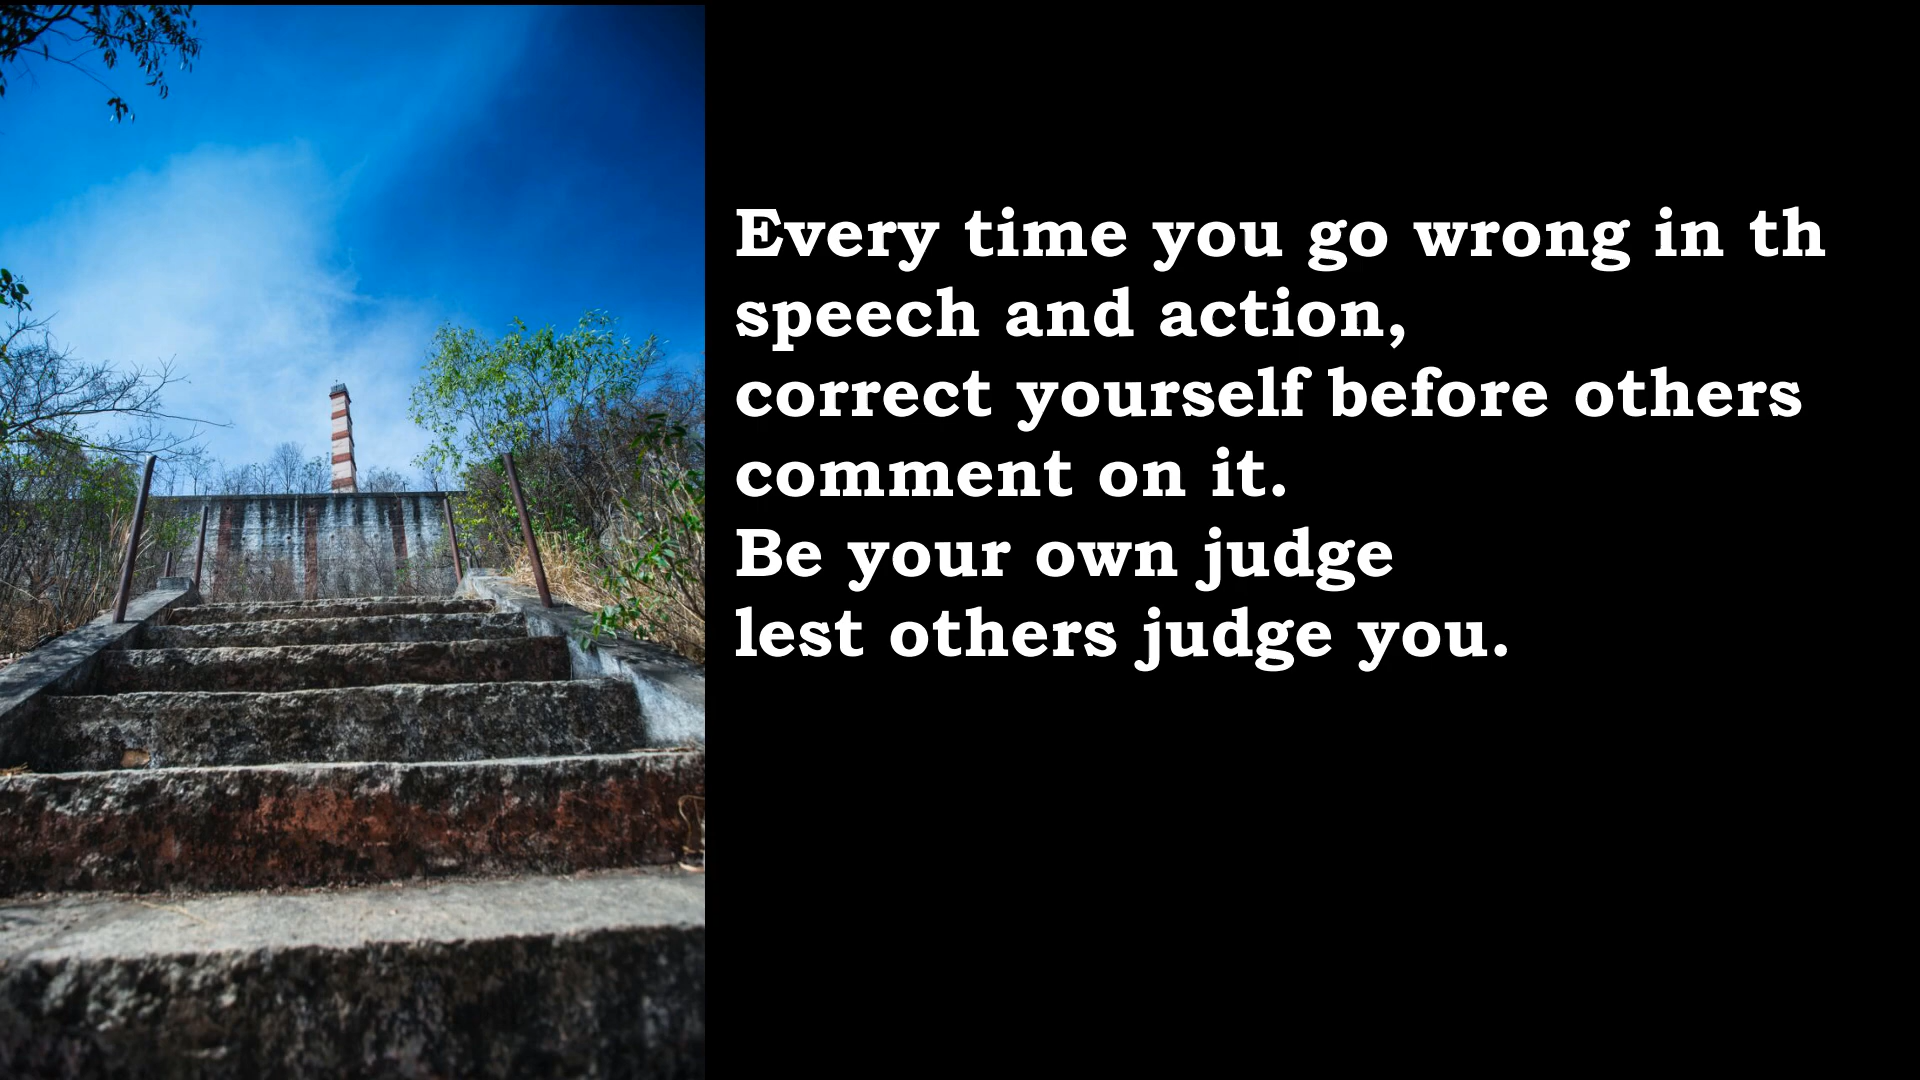 Every time you go wrong in th
speech and action,
correct yourself before others
comment on it.
Be your own judge
lest others judge you.